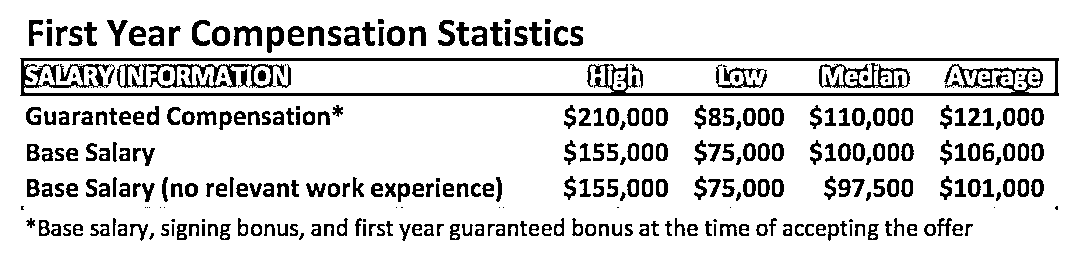 First Year Compensation Statistics
SALARY INFORMATION High Low Median Average
Guaranteed Compensation* $210,000 $85,000 $110,000 $121,000
Base Salary $155,000 $75,000 $100,000 $106,000
Base Salary (no relevant work experience) $155,000 $75,000 $97,500 $101,000
*Base salary, signing bonus, and first year guaranteed bonus at the time of accepting the offer